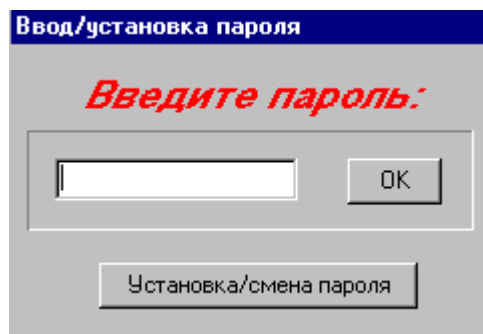 Ввод/установка пароля
Введите пароль:
OK
Установка/смена пароля